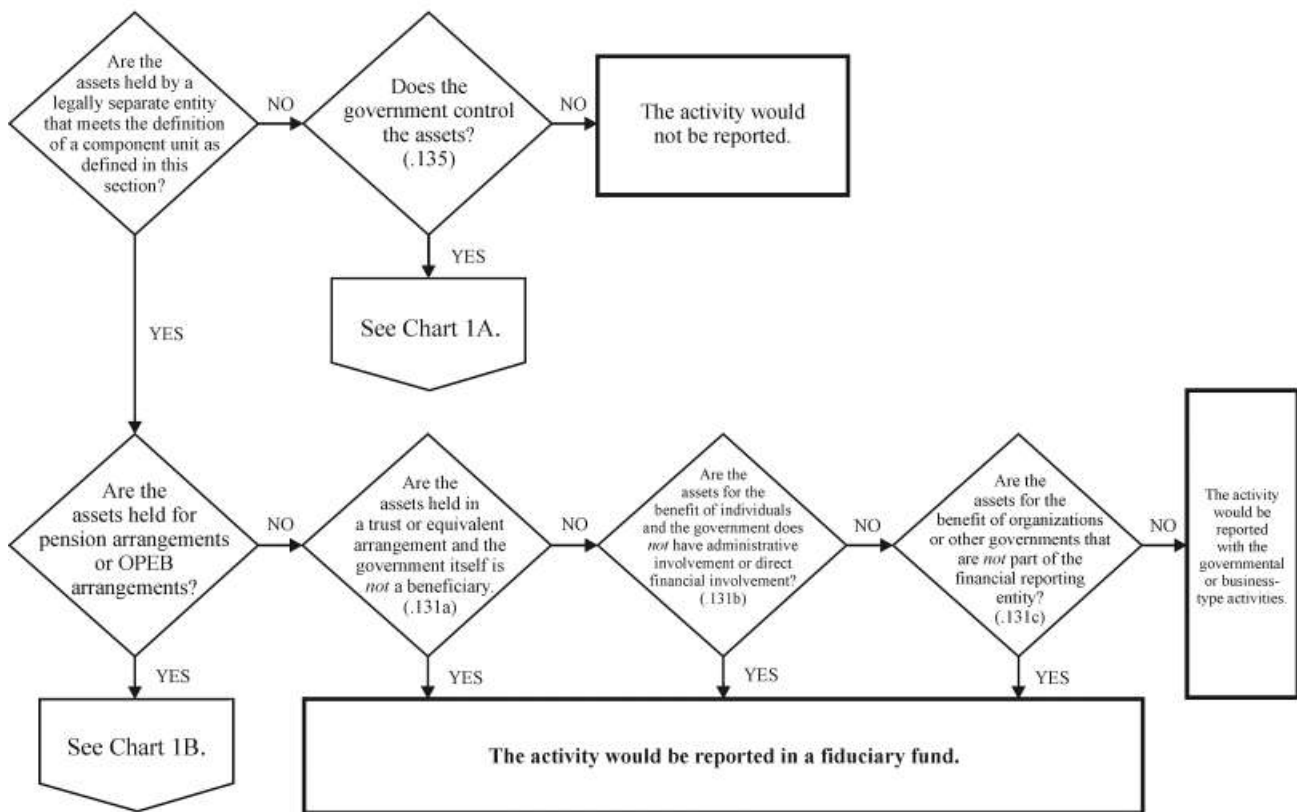 Are the
assets held by a
legally separate entity
that meets the definition
of a component unit as
defined in this
section?
NO
Does the
government control
the assets?
(.135)
NO
The activity would
not be reported.
YES
See Chart 1A.
YES
Are the
assets held for
pension arrangements
or OPEB
arrangements?
NO
Are the
assets held in
a trust or equivalent
arrangement and the
government itself is
not a beneficiary.
(.131a)
NO
Are the
assets for the
benefit of individuals
and the government does
not have administrative
involvement or direct
financial involvement?
(.131b)
NO
Are the
assets for the
benefit of organizations
or other governments that
are not part of the
financial reporting
entity?
(.131c)
NO
The activity
would be
reported
with the
governmental
or business-
type activities.
YES
YES
YES
YES
See Chart 1B.
The activity would be reported in a fiduciary fund.